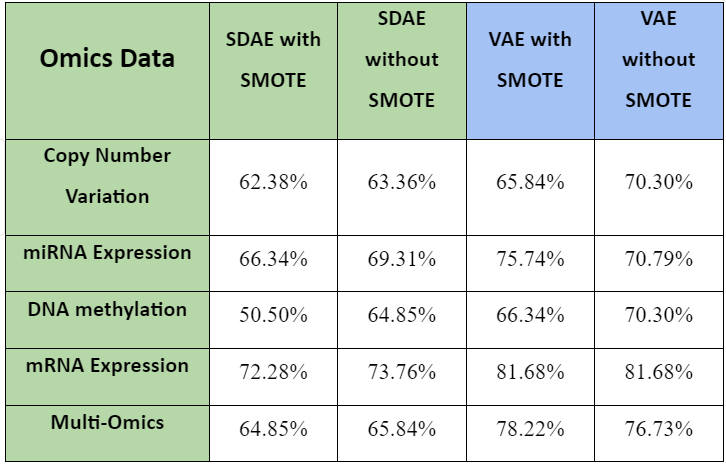 Omics Data
SDAE with
SMOTE
SDAE
without
SMOTE
VAE with
SMOTE
VAE
without
SMOTE
Copy Number
Variation
62.38%
63.36%
65.84%
70.30%
miRNA Expression
66.34%
69.31%
75.74%
70.79%
DNA methylation
50.50%
64.85%
66.34%
70.30%
mRNA Expression
72.28%
73.76%
81.68%
81.68%
Multi-Omics
64.85%
65.84%
78.22%
76.73%